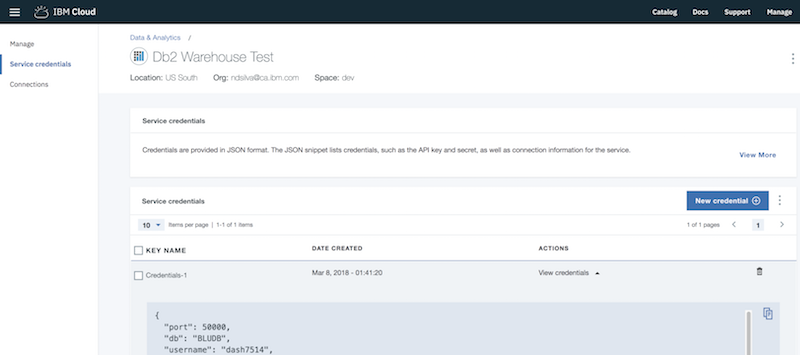 IBM Cloud
Catalog Docs Support Manage
Manage
Service credentials
Connections
Data & Analytics /
Db2 Warehouse Test
Location: US South Org: ndsilva@ca.ibm.com Space: dev
Service credentials
Credentials are provided in JSON format. The JSON snippet lists credentials, such as the API key and secret, as well as connection information for the service.
View More
Service credentials
New credential
10 Items per page | 1-1 of 1 items
1 of 1 pages 1
KEY NAME DATE CREATED ACTIONS
Credentials-1 Mar 8, 2018 - 01:41:20 View credentials
{
"port": 50000,
"db": "BLUDB",
"username": "dash7514",